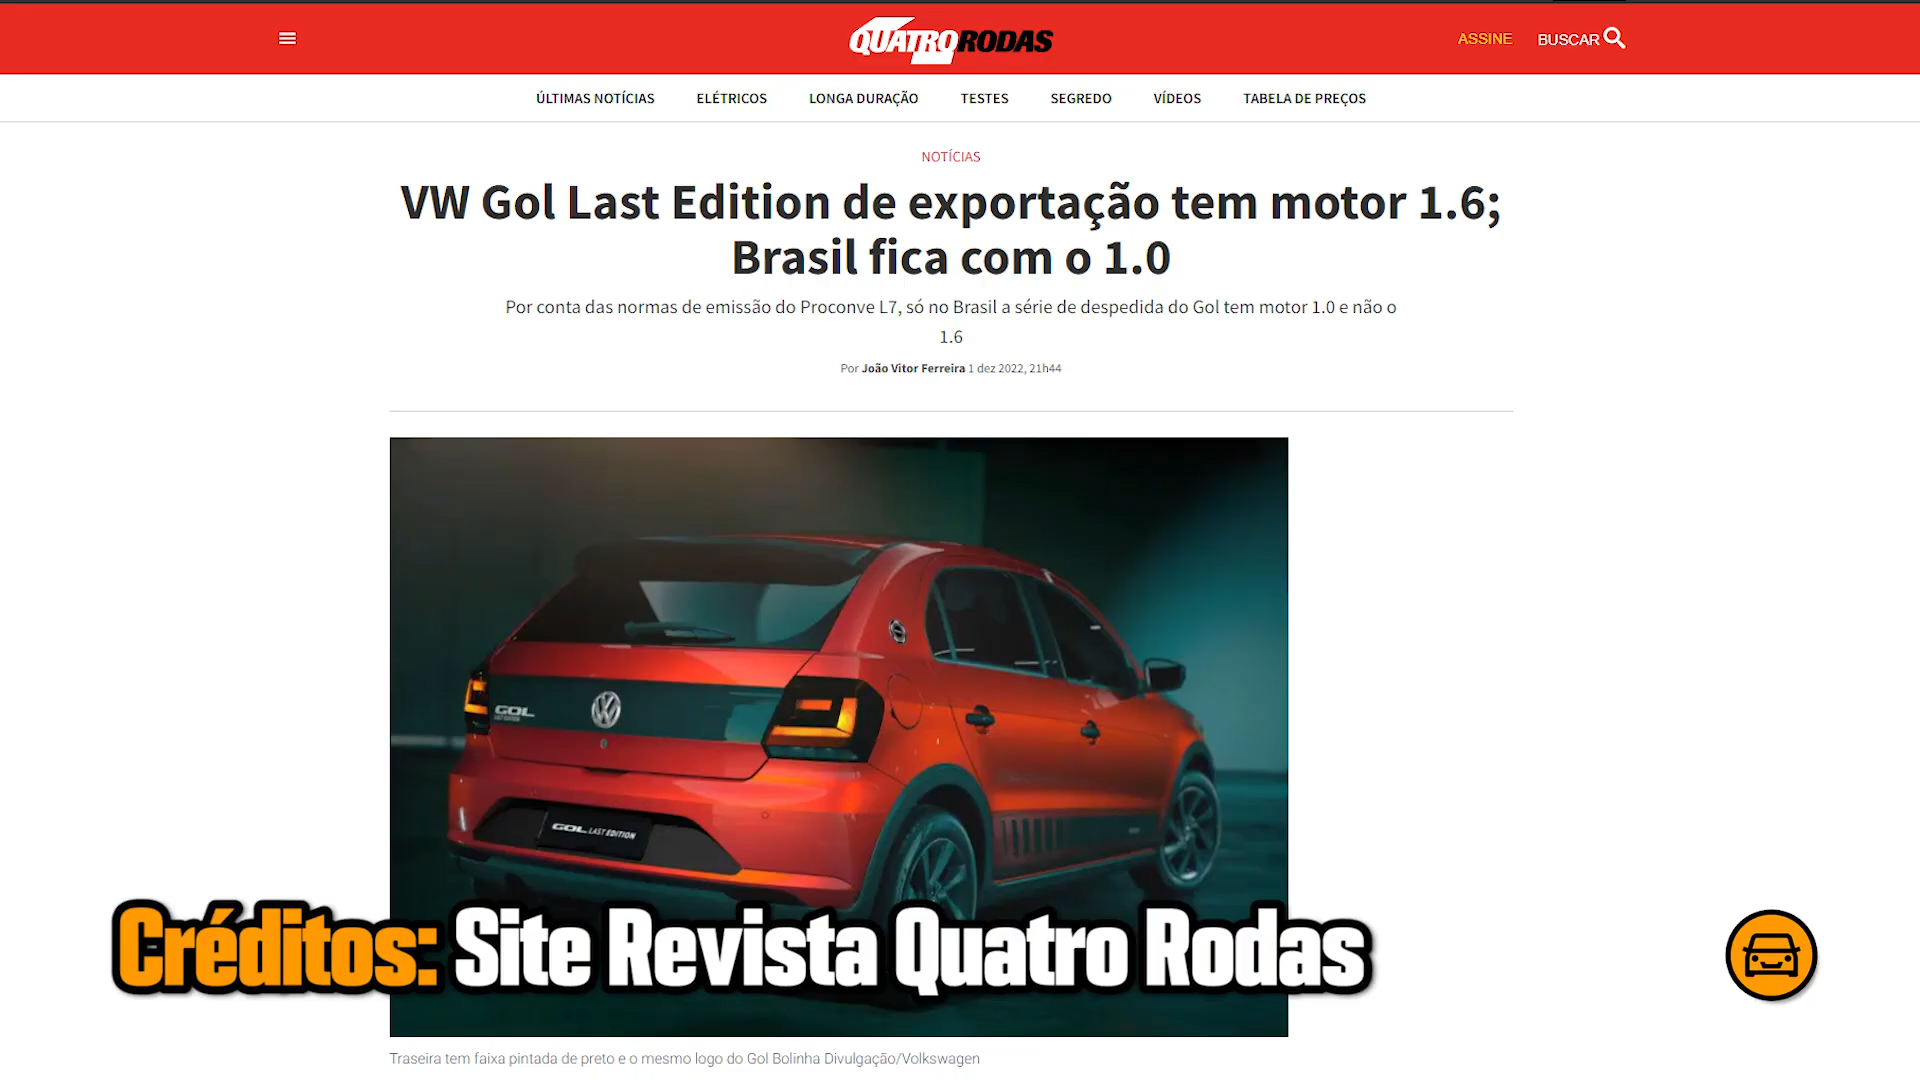 QUATRO RODAS
ASSINE
BUSCAR
ÚLTIMAS NOTÍCIAS
ELÉTRICOS
LONGA DURAÇÃO
TESTES
SEGREDO
VÍDEOS
TABELA DE PREÇOS
NOTÍCIAS
VW Gol Last Edition de exportação tem motor 1.6;
Brasil fica com o 1.0
Por conta das normas de emissão do Proconve L7, só no Brasil a série de despedida do Gol tem motor 1.0 e não o
1.6
Por João Vitor Ferreira 1 dez 2022, 21h44
GOL
LAST EDITION
GOL LAST EDITION
Créditos: Site Revista Quatro Rodas
Traseira tem faixa pintada de preto e o mesmo logo do Gol Bolinha Divulgação/Volkswagen